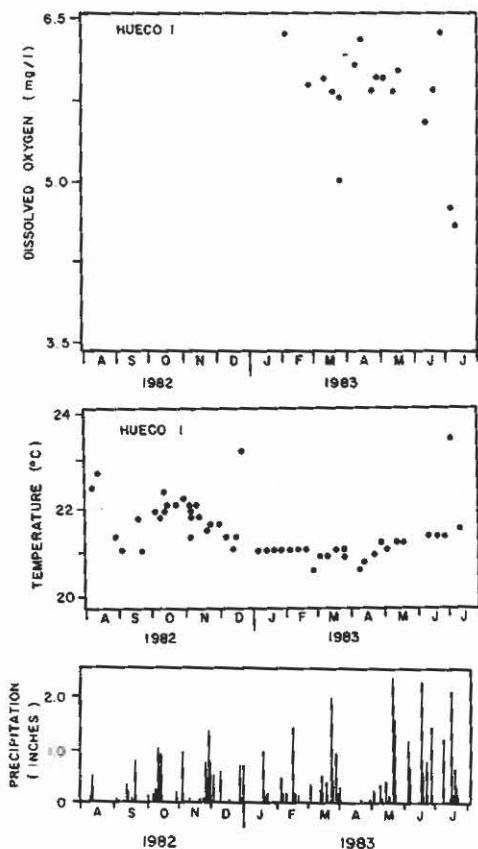 HUECO I
6.5
5.0
3.5
DISSOLVED OXYGEN (mg/l)
A S O N D J F M A M J J
1982 1983
HUECO I
24
22
20
TEMPERATURE (°C)
A S O N D J F M A M J J
1982 1983
2.0
1.0
0
PRECIPITATION
(INCHES)
A S O N D J F M A M J J
1982 1983